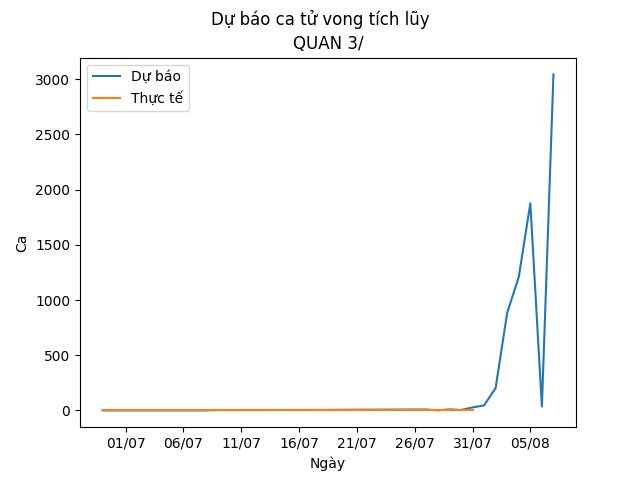 Dự báo ca tử vong tích lũy
QUAN 3/
Dự báo
Thực tế
3000
2500
2000
1500
1000
500
0
Ca
01/07 06/07 11/07 16/07 21/07 26/07 31/07 05/08
Ngày